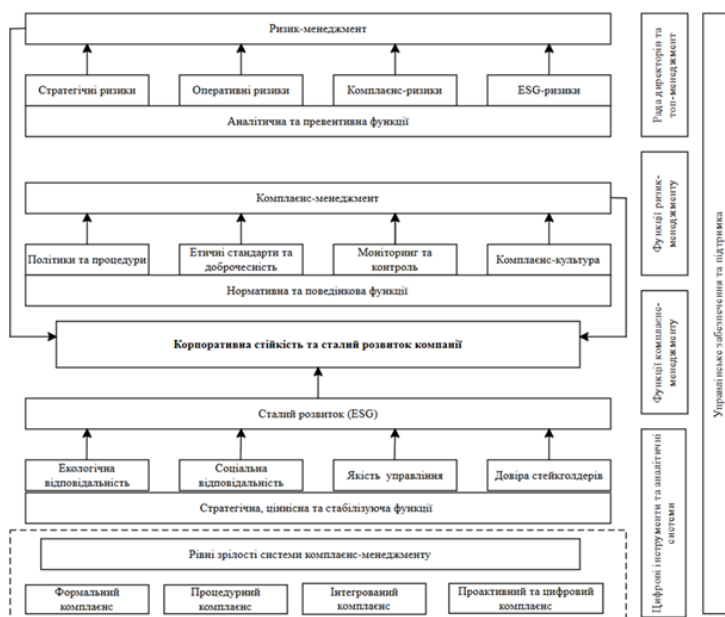 Ризик-менеджмент
Стратегічні ризики
Оперативні ризики
Комплаєнс-ризики
ESG-ризики
Аналітична та превентивна функції
Комплаєнс-менеджмент
Політики та процедури
Етичні стандарти та
доброчесність
Моніторинг та
контроль
Комплаєнс-культура
Нормативна та поведінкова функції
Корпоративна стійкість та сталий розвиток компанії
Сталий розвиток (ESG)
Екологічна
відповідальність
Соціальна
відповідальність
Якість управління
Довіра стейкголдерів
Стратегічна, ціннісна та стабілізуюча функції
Рівні зрілості системи комплаєнс-менеджменту
Формальний
комплаєнс
Процедурний
комплаєнс
Інтегрований
комплаєнс
Проактивний та цифровий
комплаєнс
Рада директорів та
топ-менеджмент
Функції ризик-
менеджменту
Функції комплаєнс-
менеджменту
Цифрові інструменти та аналітичні
системи
Управлінське забезпечення та підтримка